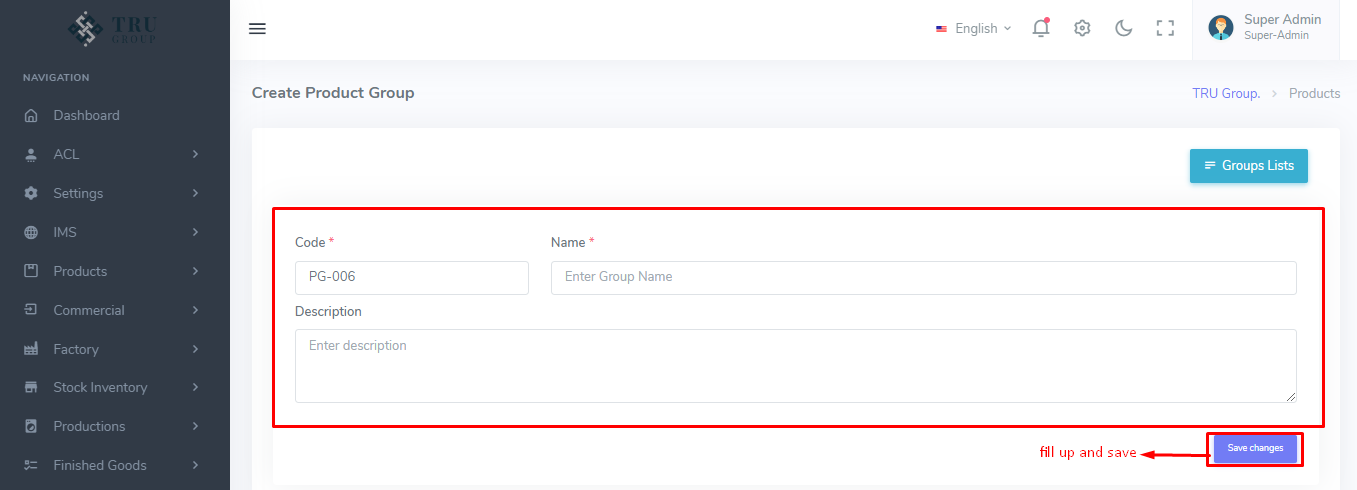 TRU
GROUP
English
Super Admin
Super-Admin
NAVIGATION
Dashboard
ACL
Settings
IMS
Products
Commercial
Factory
Stock Inventory
Productions
Finished Goods
Create Product Group
TRU Group. > Products
Groups Lists
Code * Name *
PG-006 Enter Group Name
Description
Enter description
fill up and save Save changes